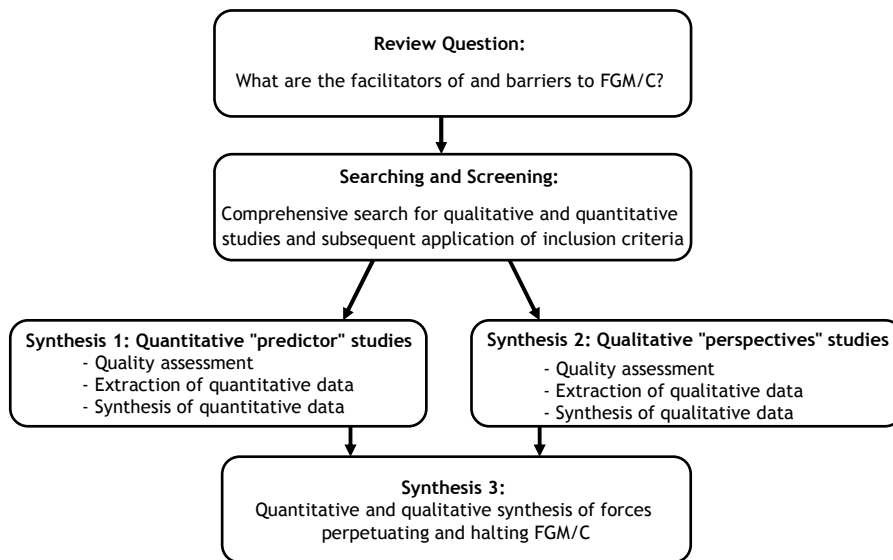 Review Question:
What are the facilitators of and barriers to FGM/C?
Searching and Screening:
Comprehensive search for qualitative and quantitative
studies and subsequent application of inclusion criteria
Synthesis 1: Quantitative "predictor" studies
- Quality assessment
- Extraction of quantitative data
- Synthesis of quantitative data
Synthesis 2: Qualitative "perspectives" studies
- Quality assessment
- Extraction of qualitative data
- Synthesis of qualitative data
Synthesis 3:
Quantitative and qualitative synthesis of forces
perpetuating and halting FGM/C